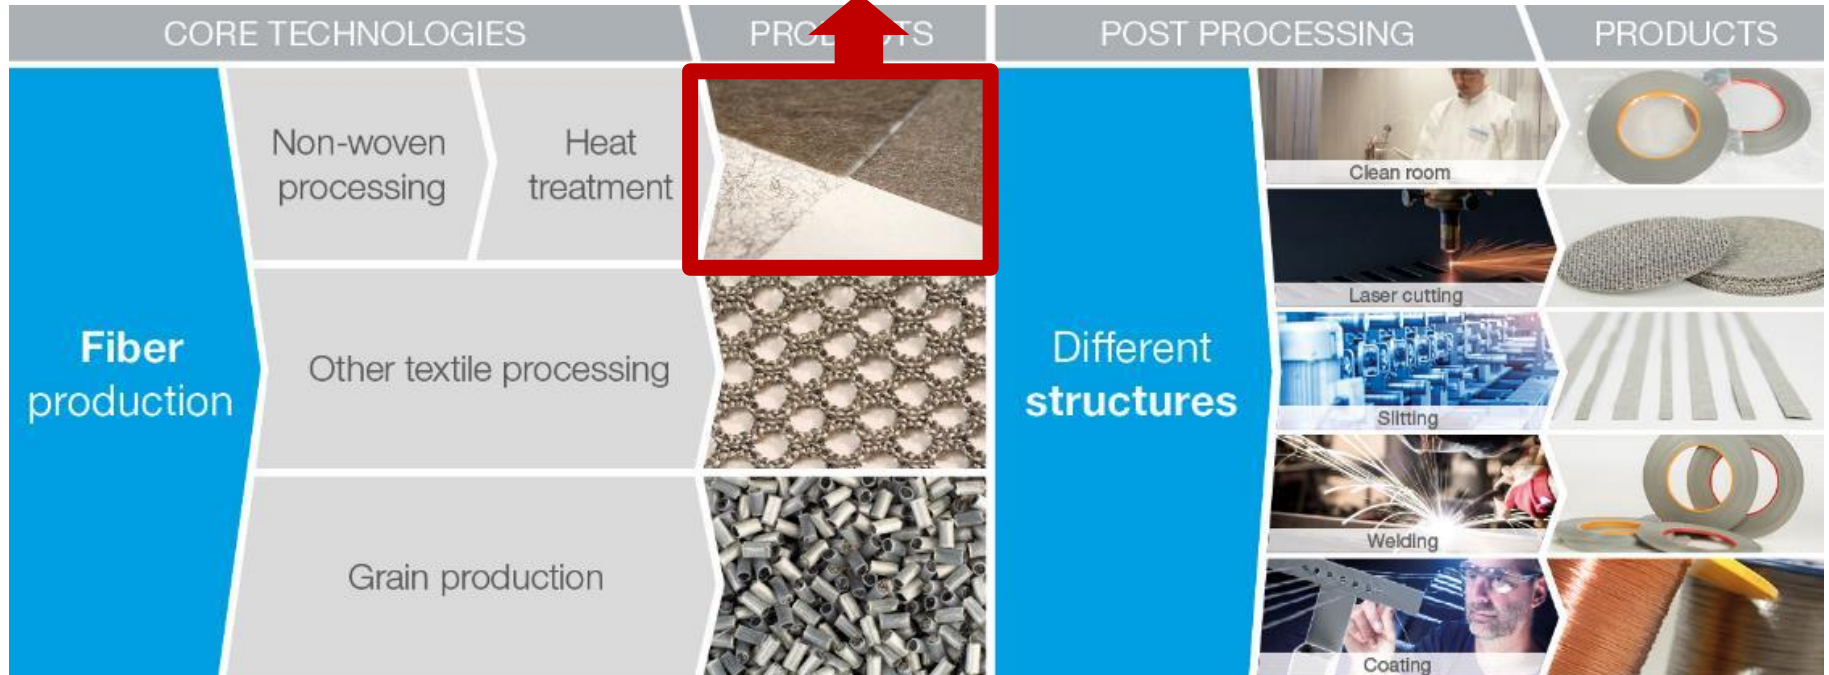 CORE TECHNOLOGIES
PRODUCTS
POST PROCESSING
PRODUCTS
Fiber
production
Non-woven
processing
Heat
treatment
Other textile processing
Grain production
Different
structures
Clean room
Laser cutting
Slitting
Welding
Coating